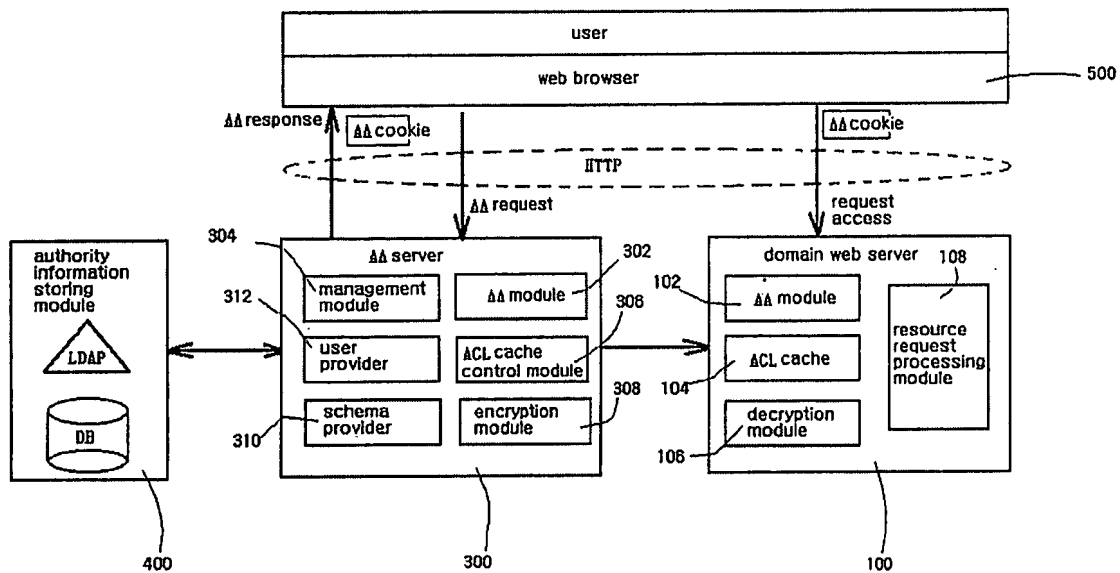 user
web browser
500
AA response
AA cookie
AA cookie
HTTP
AA request
request
access
authority
information
storing
module
LDAP
DB
400
304
312
310
AA server
management
module
AA module
user
provider
ACL cache
control module
schema
provider
encryption
module
302
306
308
300
domain web server
102
AA module
104
ACL cache
106
decryption
module
108
resource
request
processing
module
100